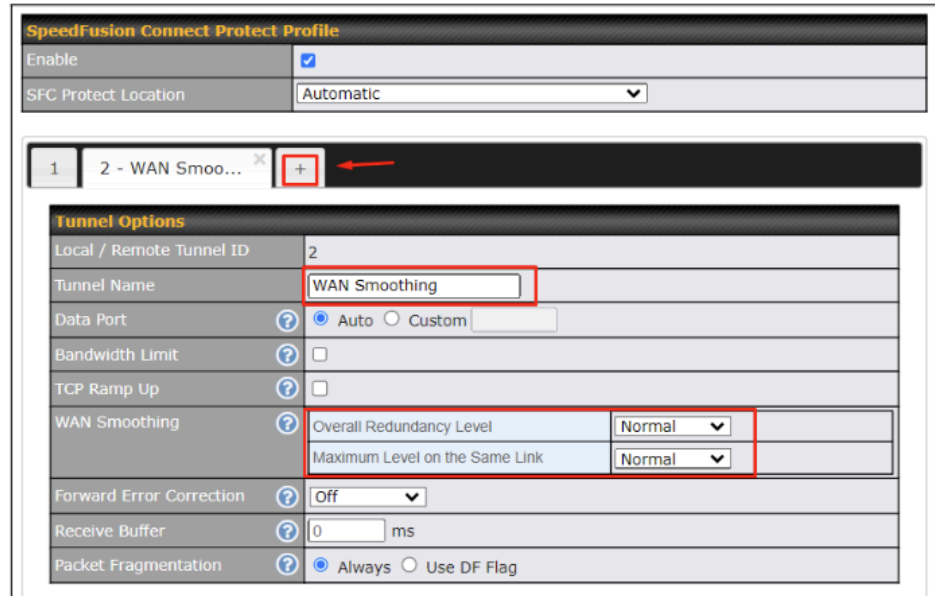 SpeedFusion Connect Protect Profile
Enable
SFC Protect Location Automatic
1 2 - WAN Smoo... × +
Tunnel Options
Local / Remote Tunnel ID 2
Tunnel Name WAN Smoothing
Data Port ? Auto Custom
Bandwidth Limit ?
TCP Ramp Up ?
WAN Smoothing ? Overall Redundancy Level Normal
Maximum Level on the Same Link Normal
Forward Error Correction ? Off
Receive Buffer ? 0 ms
Packet Fragmentation ? Always Use DF Flag